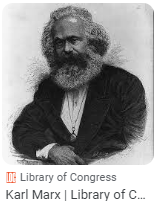 Library of Congress
Karl Marx | Library of C...